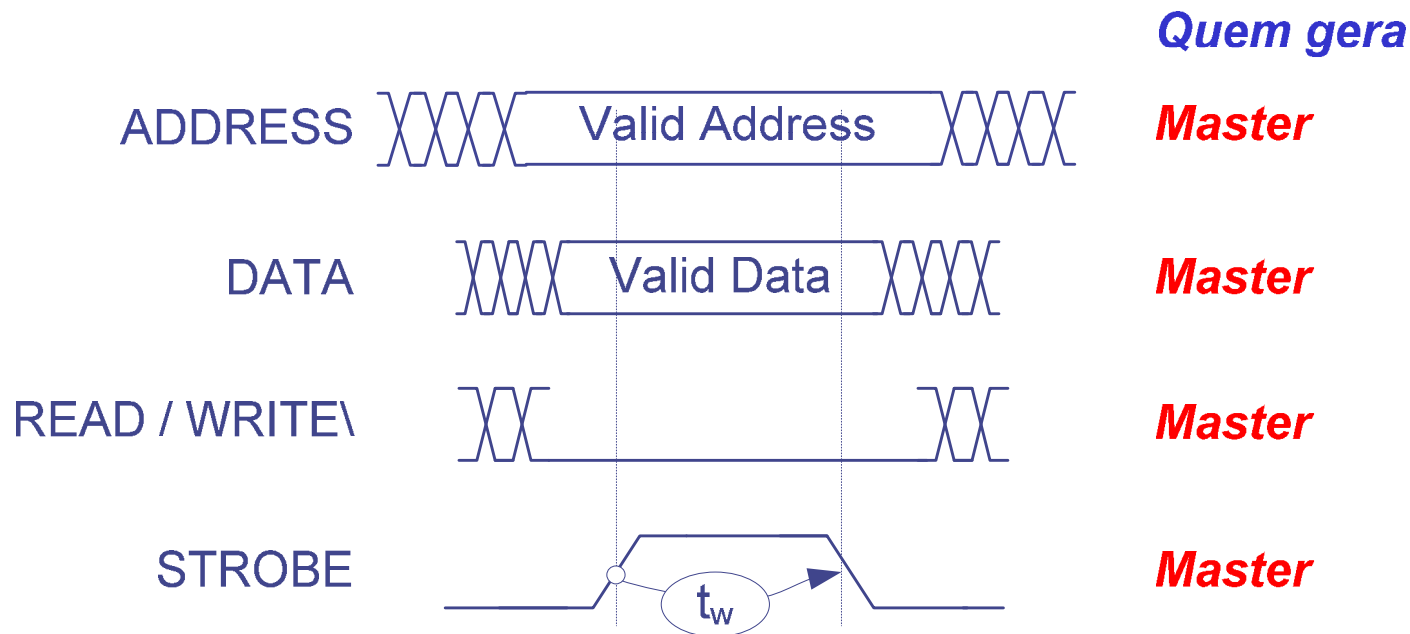 Quem gera
ADDRESS Valid Address Master
DATA Valid Data Master
READ / WRITE\ Master
STROBE tw Master